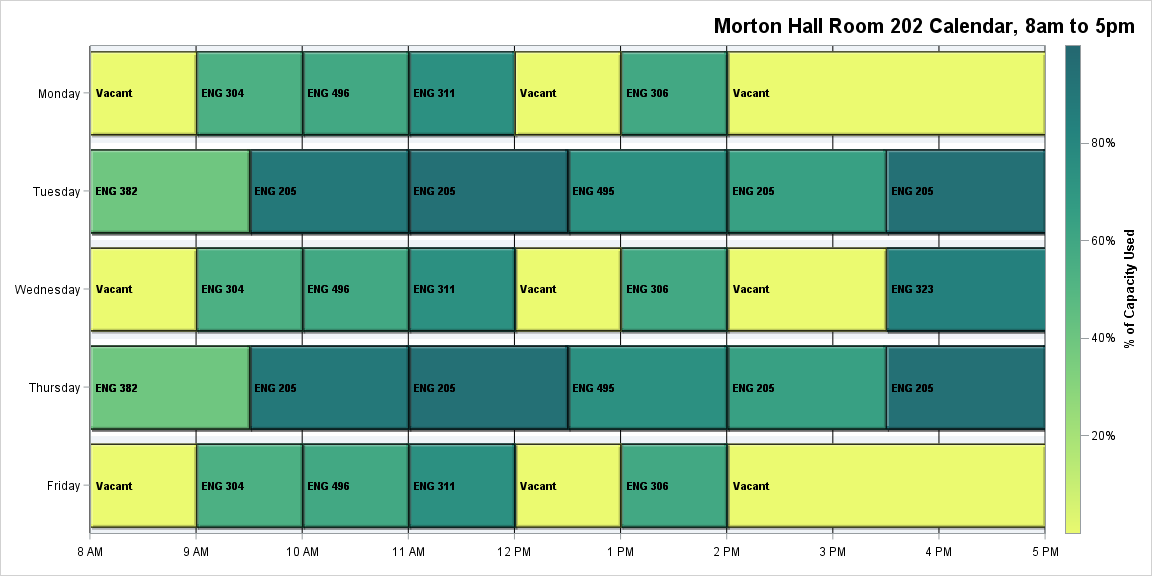 Morton Hall Room 202 Calendar, 8am to 5pm
Monday
Vacant
ENG 304
ENG 496
ENG 311
Vacant
ENG 306
Vacant
Tuesday
ENG 382
ENG 205
ENG 205
ENG 495
ENG 205
ENG 205
Wednesday
Vacant
ENG 304
ENG 496
ENG 311
Vacant
ENG 306
Vacant
ENG 323
Thursday
ENG 382
ENG 205
ENG 205
ENG 495
ENG 205
ENG 205
Friday
Vacant
ENG 304
ENG 496
ENG 311
Vacant
ENG 306
Vacant
8 AM
9 AM
10 AM
11 AM
12 PM
1 PM
2 PM
3 PM
4 PM
5 PM
80%
60%
40%
20%
% of Capacity Used